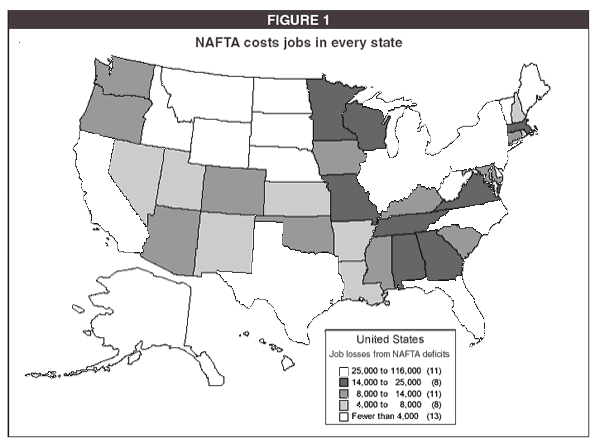 FIGURE 1
NAFTA costs jobs in every state
United States
Job losses from NAFTA deficits
25,000 to 116,000 (11)
14,000 to 25,000 (8)
8,000 to 14,000 (11)
4,000 to 8,000 (8)
Fewer than 4,000 (13)